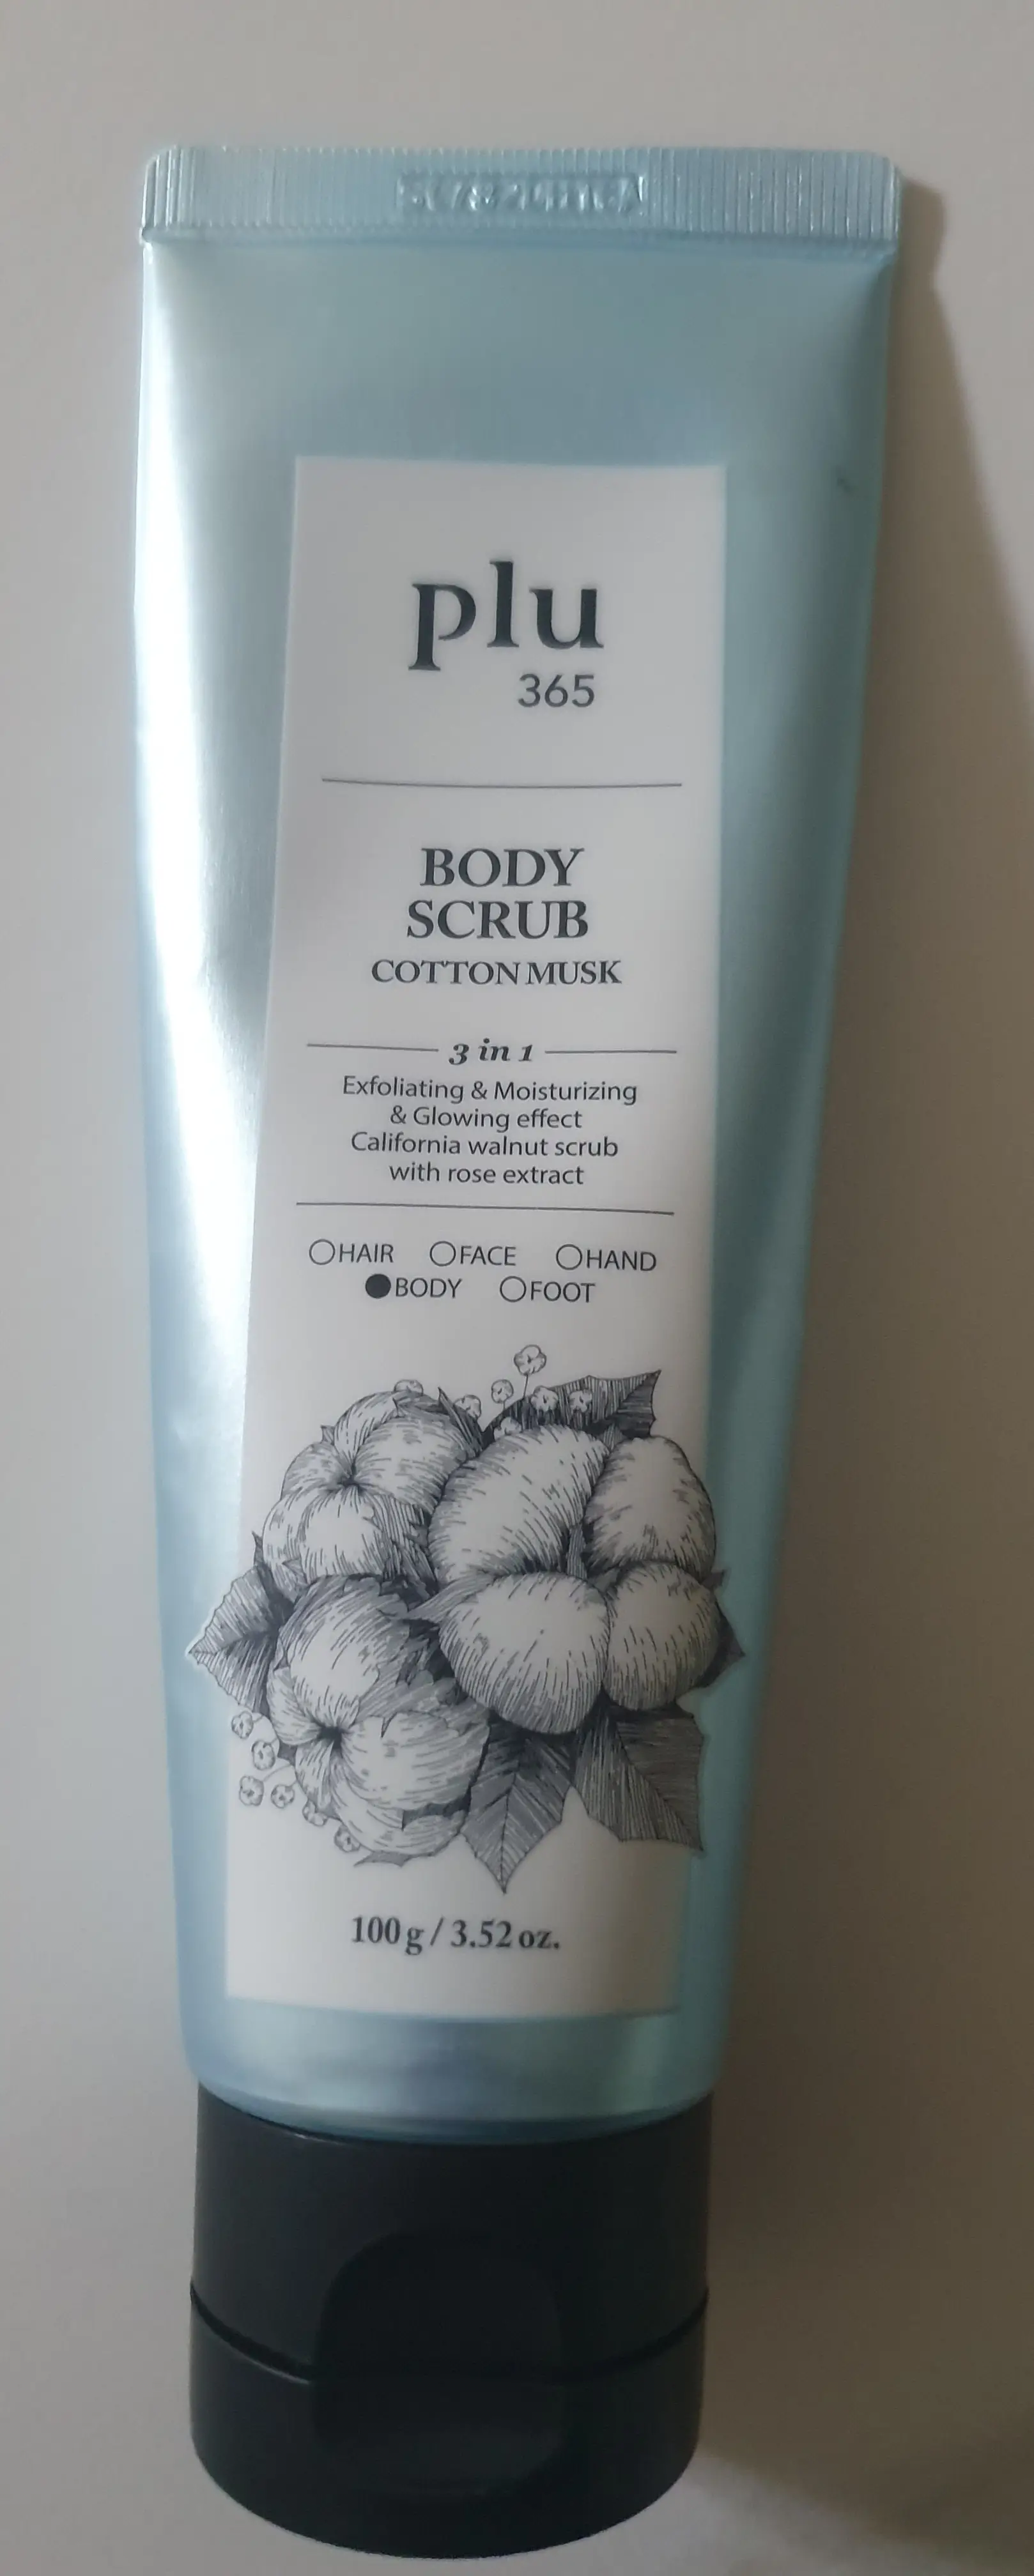 plu
365
BODY
SCRUB
COTTON MUSK
3 in 1
Exfoliating & Moisturizing
& Glowing effect
California walnut scrub
with rose extract
HAIR FACE HAND
BODY FOOT
100 g / 3.52 oz.